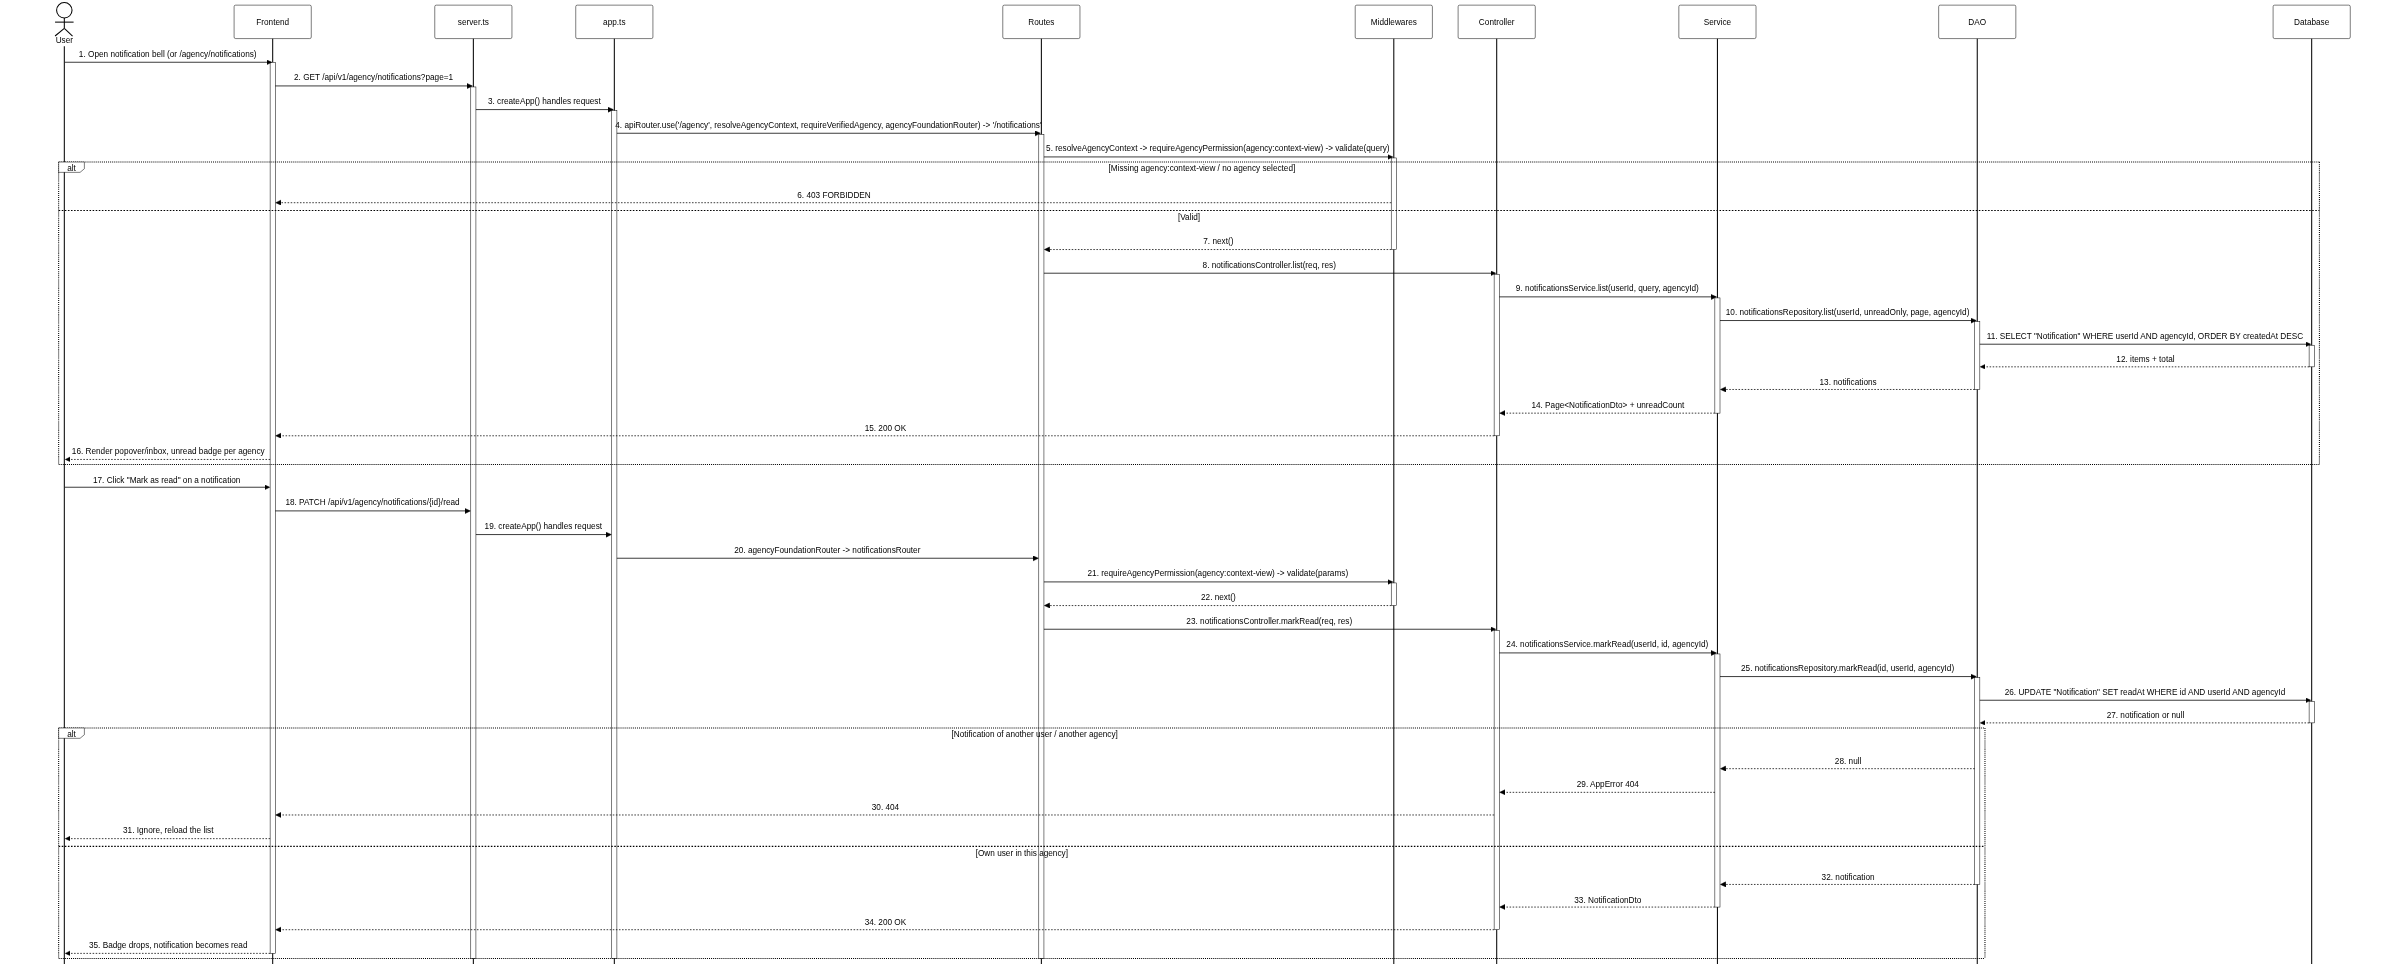 User
Frontend
server.ts
app.ts
Routes
Middlewares
Controller
Service
DAO
Database
1. Open notification bell (or /agency/notifications)
2. GET /api/v1/agency/notifications?page=1
3. createApp() handles request
4. apiRouter.use('/agency', resolveAgencyContext, requireVerifiedAgency, agencyFoundationRouter) -> '/notifications'
5. resolveAgencyContext -> requireAgencyPermission(agency:context-view) -> validate(query)
alt
[Missing agency:context-view / no agency selected]
6. 403 FORBIDDEN
[Valid]
7. next()
8. notificationsController.list(req, res)
9. notificationsService.list(userId, query, agencyId)
10. notificationsRepository.list(userId, unreadOnly, page, agencyId)
11. SELECT "Notification" WHERE userId AND agencyId, ORDER BY createdAt DESC
12. items + total
13. notifications
14. Page<NotificationDto> + unreadCount
15. 200 OK
16. Render popover/inbox, unread badge per agency
17. Click "Mark as read" on a notification
18. PATCH /api/v1/agency/notifications/{id}/read
19. createApp() handles request
20. agencyFoundationRouter -> notificationsRouter
21. requireAgencyPermission(agency:context-view) -> validate(params)
22. next()
23. notificationsController.markRead(req, res)
24. notificationsService.markRead(userId, id, agencyId)
25. notificationsRepository.markRead(id, userId, agencyId)
26. UPDATE "Notification" SET readAt WHERE id AND userId AND agencyId
27. notification or null
alt
[Notification of another user / another agency]
28. null
29. AppError 404
30. 404
31. Ignore, reload the list
[Own user in this agency]
32. notification
33. NotificationDto
34. 200 OK
35. Badge drops, notification becomes read